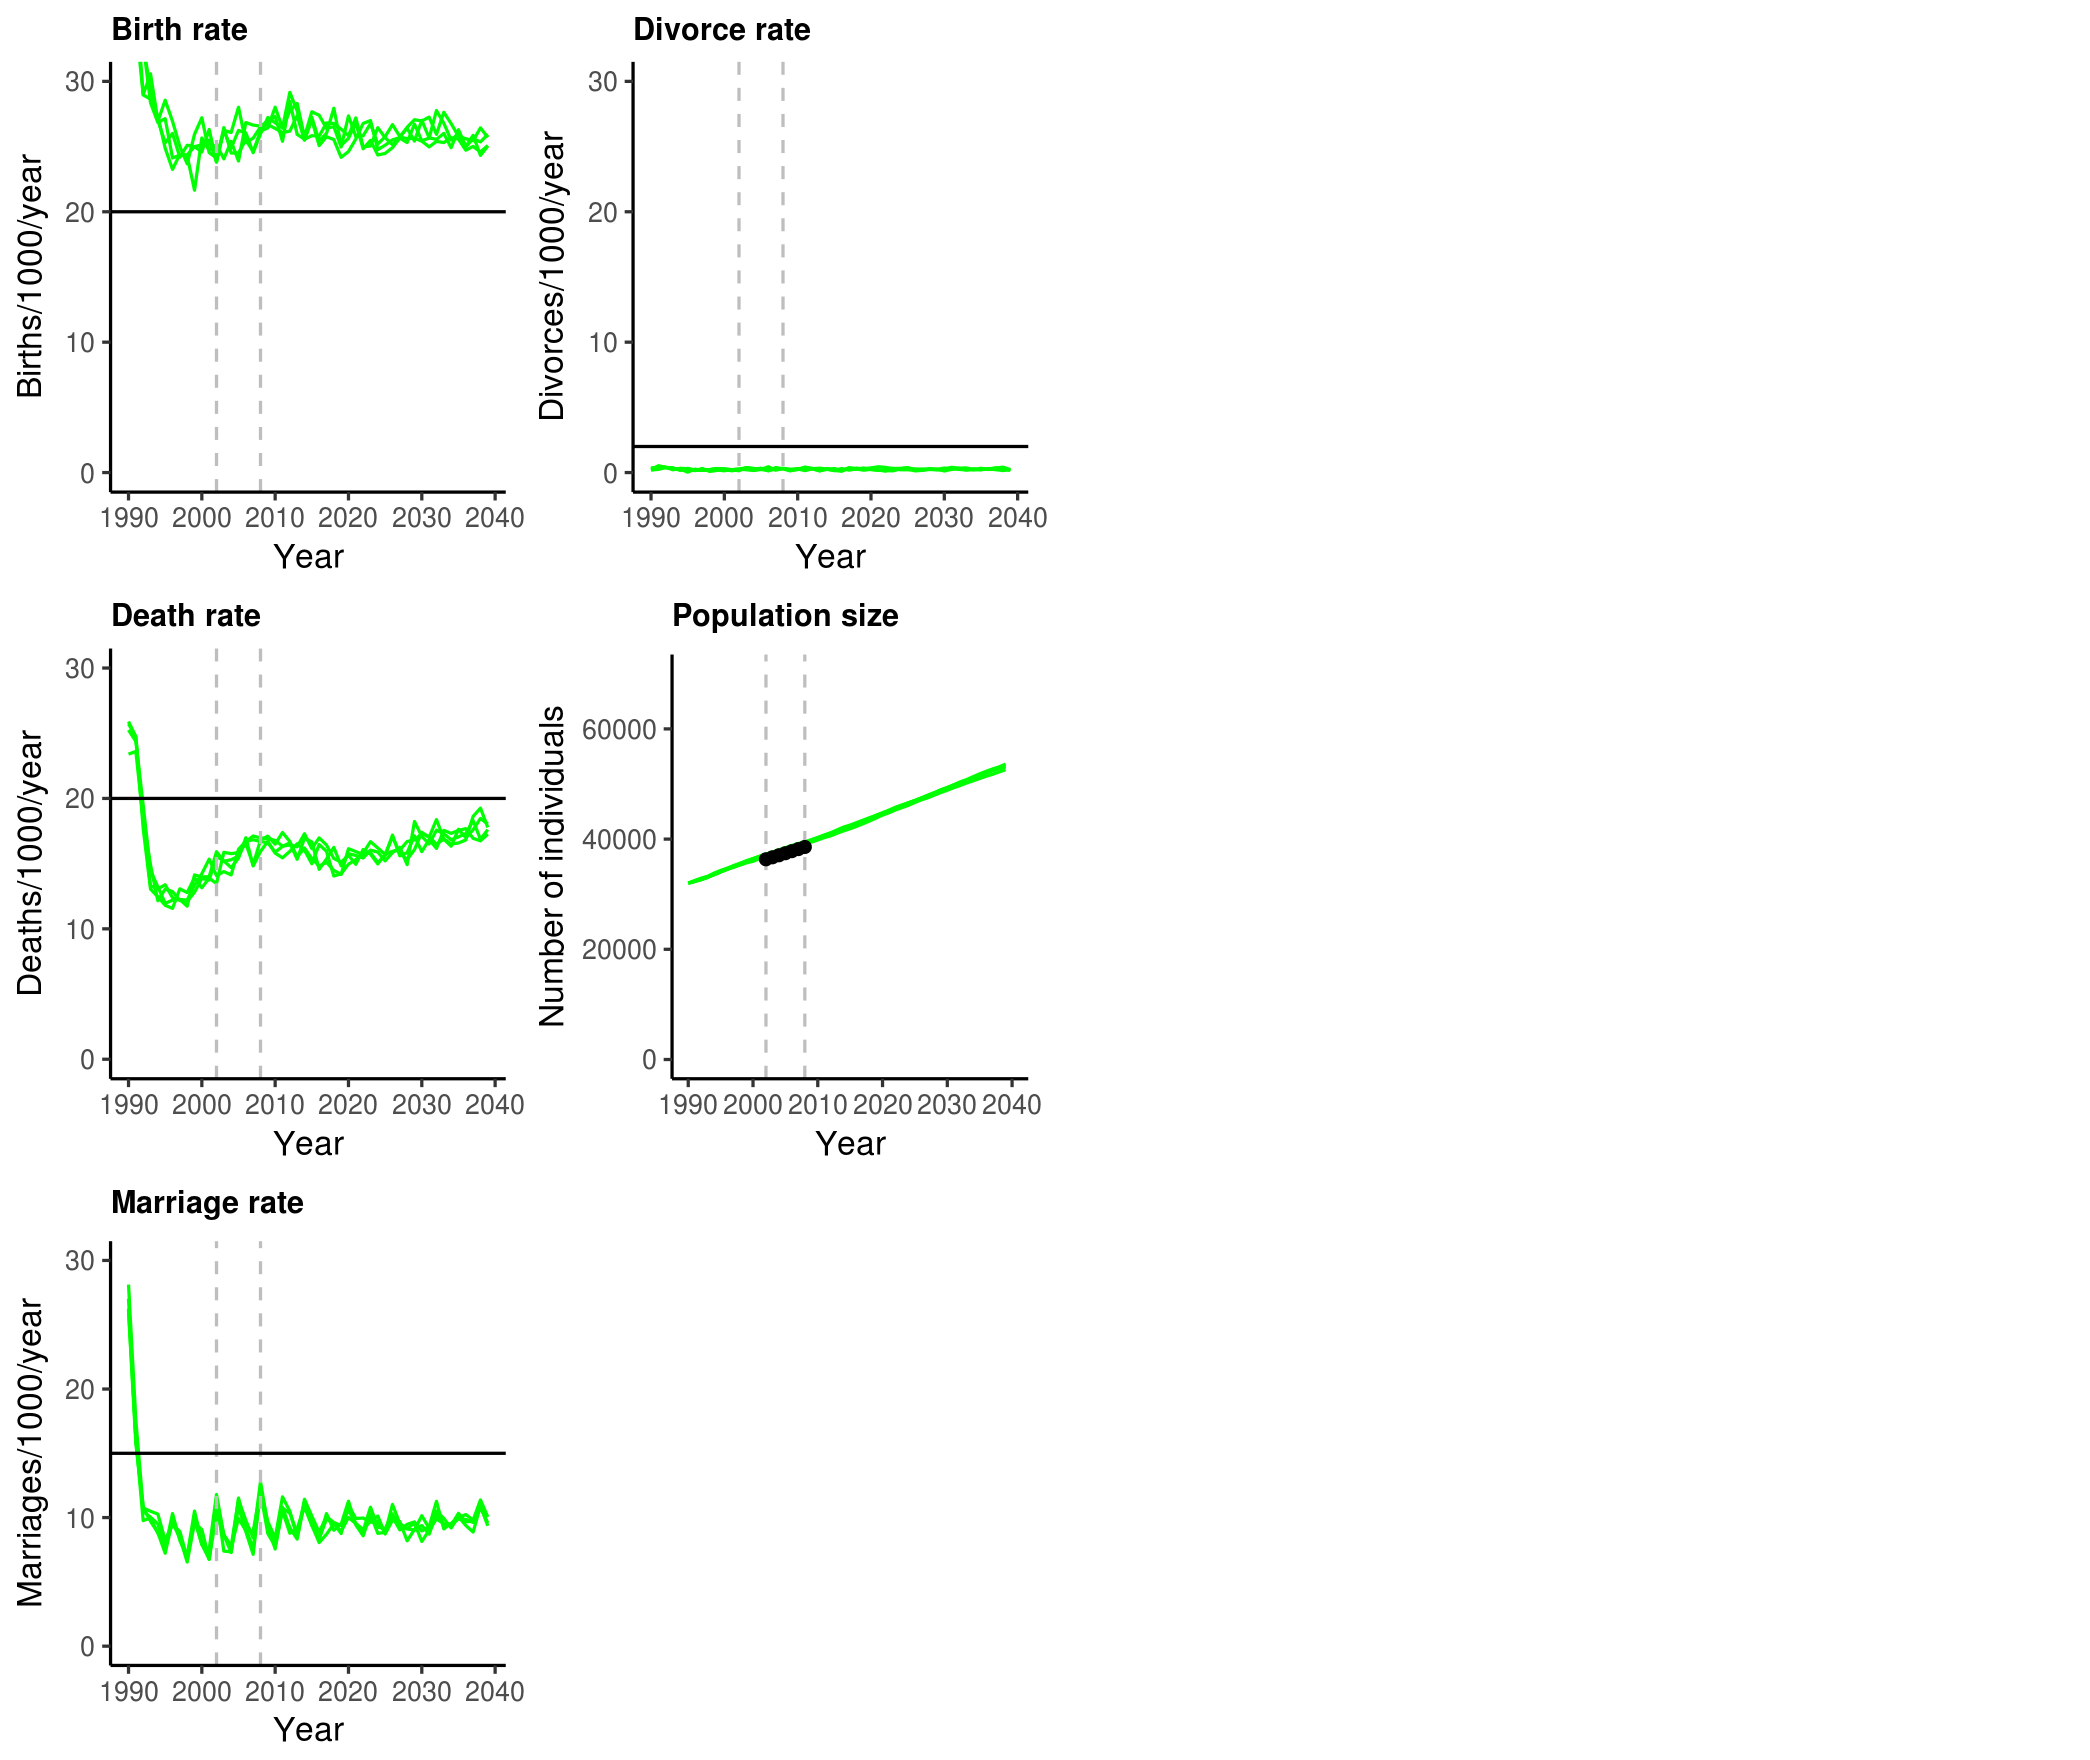 Birth rate
Births/1000/year
30
20
10
0
1990 2000 2010 2020 2030 2040
Year
Divorce rate
Divorces/1000/year
30
20
10
0
1990 2000 2010 2020 2030 2040
Year
Death rate
Deaths/1000/year
30
20
10
0
1990 2000 2010 2020 2030 2040
Year
Population size
Number of individuals
60000
40000
20000
0
1990 2000 2010 2020 2030 2040
Year
Marriage rate
Marriages/1000/year
30
20
10
0
1990 2000 2010 2020 2030 2040
Year